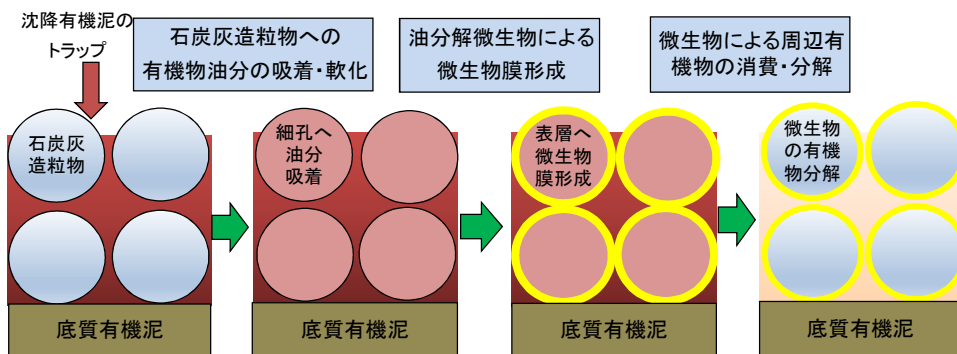 沈降有機泥の
トラップ
石炭灰造粒物への
有機物油分の吸着・軟化
油分解微生物による
微生物膜形成
微生物による周辺有
機物の消費・分解
石炭灰
造粒物
細孔へ
油分
吸着
表層へ
微生物
膜形成
微生物
の有機
物分解
底質有機泥
底質有機泥
底質有機泥
底質有機泥